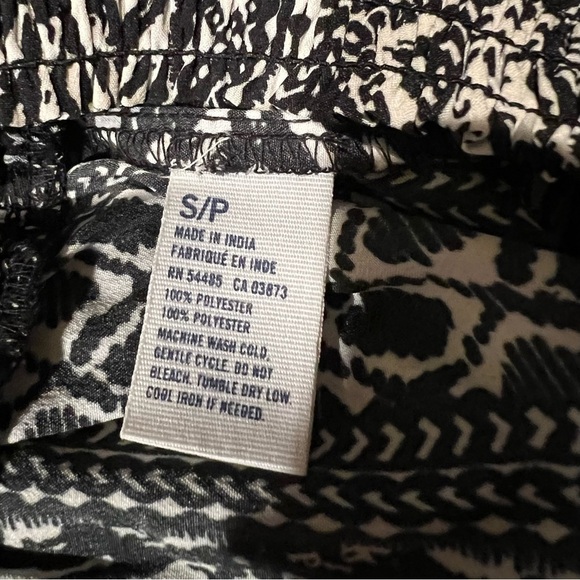 S/P
MADE IN INDIA
FABRIQUÉ EN INDE
RN 54485 CA 03873
100% POLYESTER
100% POLYESTER
MACHINE WASH COLD,
GENTLE CYCLE. DO NOT
BLEACH. TUMBLE DRY LOW.
COOL IRON IF NEEDED.